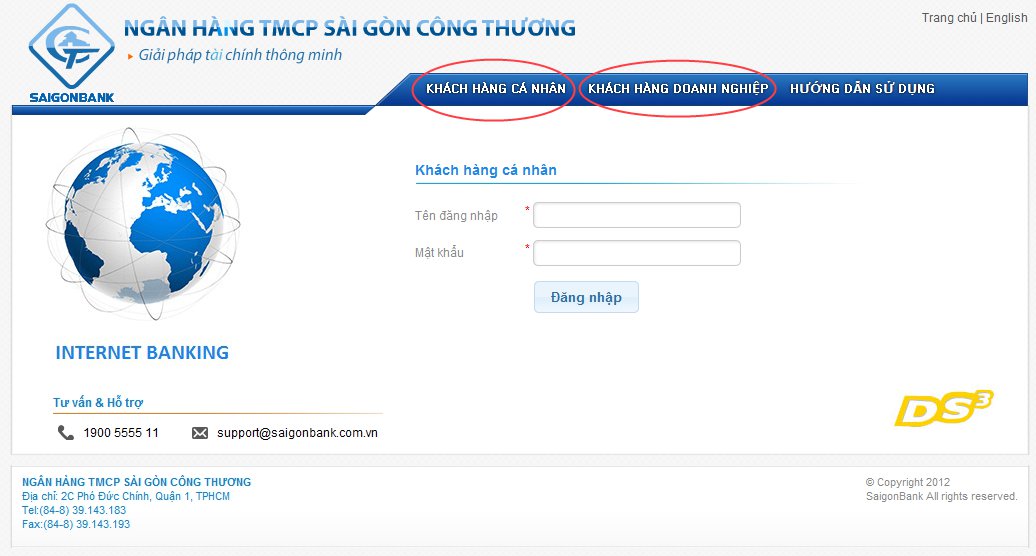 NGÂN HÀNG TMCP SÀI GÒN CÔNG THƯƠNG
Giải pháp tài chính thông minh
SAIGONBANK
Trang chủ | English
KHÁCH HÀNG CÁ NHÂN KHÁCH HÀNG DOANH NGHIỆP HƯỚNG DẪN SỬ DỤNG
Khách hàng cá nhân
Tên đăng nhập *
Mật khẩu *
Đăng nhập
INTERNET BANKING
Tư vấn & Hỗ trợ
1900 5555 11 support@saigonbank.com.vn
DS3
NGÂN HÀNG TMCP SÀI GÒN CÔNG THƯƠNG
Địa chỉ: 2C Phó Đức Chính, Quận 1, TPHCM
Tel:(84-8) 39.143.183
Fax:(84-8) 39.143.193
© Copyright 2012
SaigonBank All rights reserved.